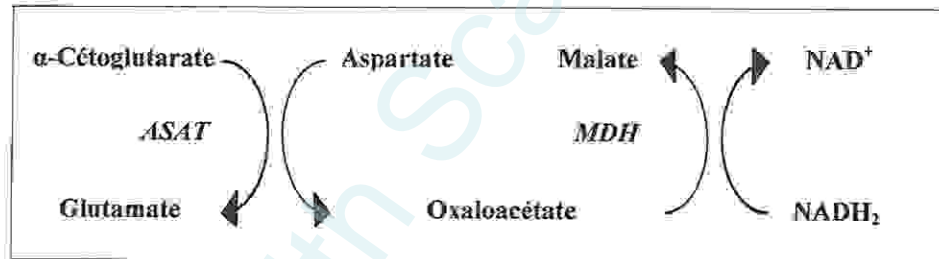 α-Cétoglutarate Aspartate Malate NAD⁺
ASAT MDH
Glutamate Oxaloacétate NADH₂